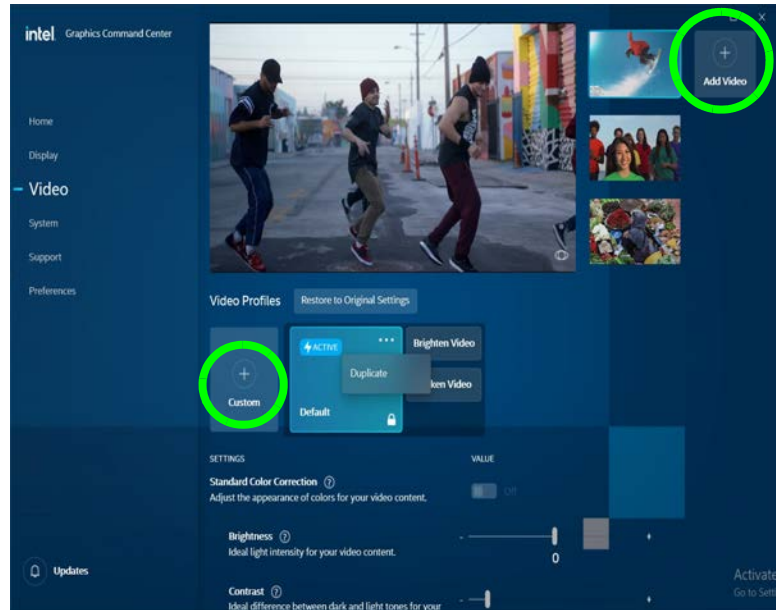 intel. Graphics Command Center
X
Add Video
Home
Display
Video
System
Support
Preferences
Video Profiles
Restore to Original Settings
ACTIVE
...
Brighten Video
Duplicate
ken Video
Custom
Default
SETTINGS
VALUE
Standard Color Correction ?
Adjust the appearance of colors for your video content.
Off
Brightness ?
Ideal light intensity for your video content.
- +
0
Updates
Activate
Go to Sett
Contrast ?
- +
Ideal difference between dark and light tones for your